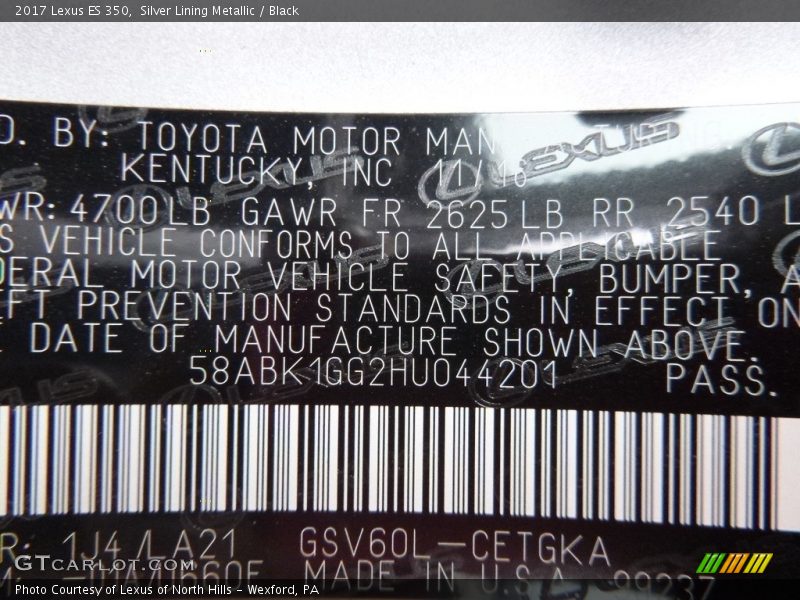 2017 Lexus ES 350, Silver Lining Metallic / Black
D. BY: TOYOTA MOTOR MAN
KENTUCKY, INC 11/16
LEXUS
WR: 4700LB GAWR FR 2625LB RR 2540 L
S VEHICLE CONFORMS TO ALL APPLICABLE
DERAL MOTOR VEHICLE SAFETY, BUMPER, A
EFT PREVENTION STANDARDS IN EFFECT ON
E DATE OF MANUFACTURE SHOWN ABOVE.
58ABK1GG2HU044201 PASS.
R: 1J4/LA21 GSV60L-CETGKA
MADE IN U.S.A. 99237
GTCARLOT.COM
Photo Courtesy of Lexus of North Hills - Wexford, PA